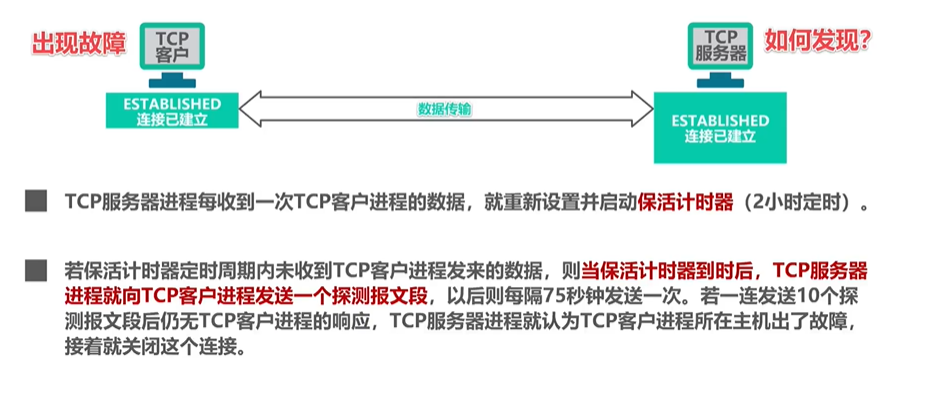 出现故障
TCP
客户
TCP
服务器
如何发现?
ESTABLISHED
连接已建立
数据传输
ESTABLISHED
连接已建立
TCP服务器进程每收到一次TCP客户进程的数据，就重新设置并启动保活计时器（2小时定时）。
若保活计时器定时周期内未收到TCP客户进程发来的数据，则当保活计时器到时后，TCP服务器
进程就向TCP客户进程发送一个探测报文段，以后则每隔75秒钟发送一次。若一连发送10个探
测报文段后仍无TCP客户进程的响应，TCP服务器进程就认为TCP客户进程所在主机出了故障，
接着就关闭这个连接。